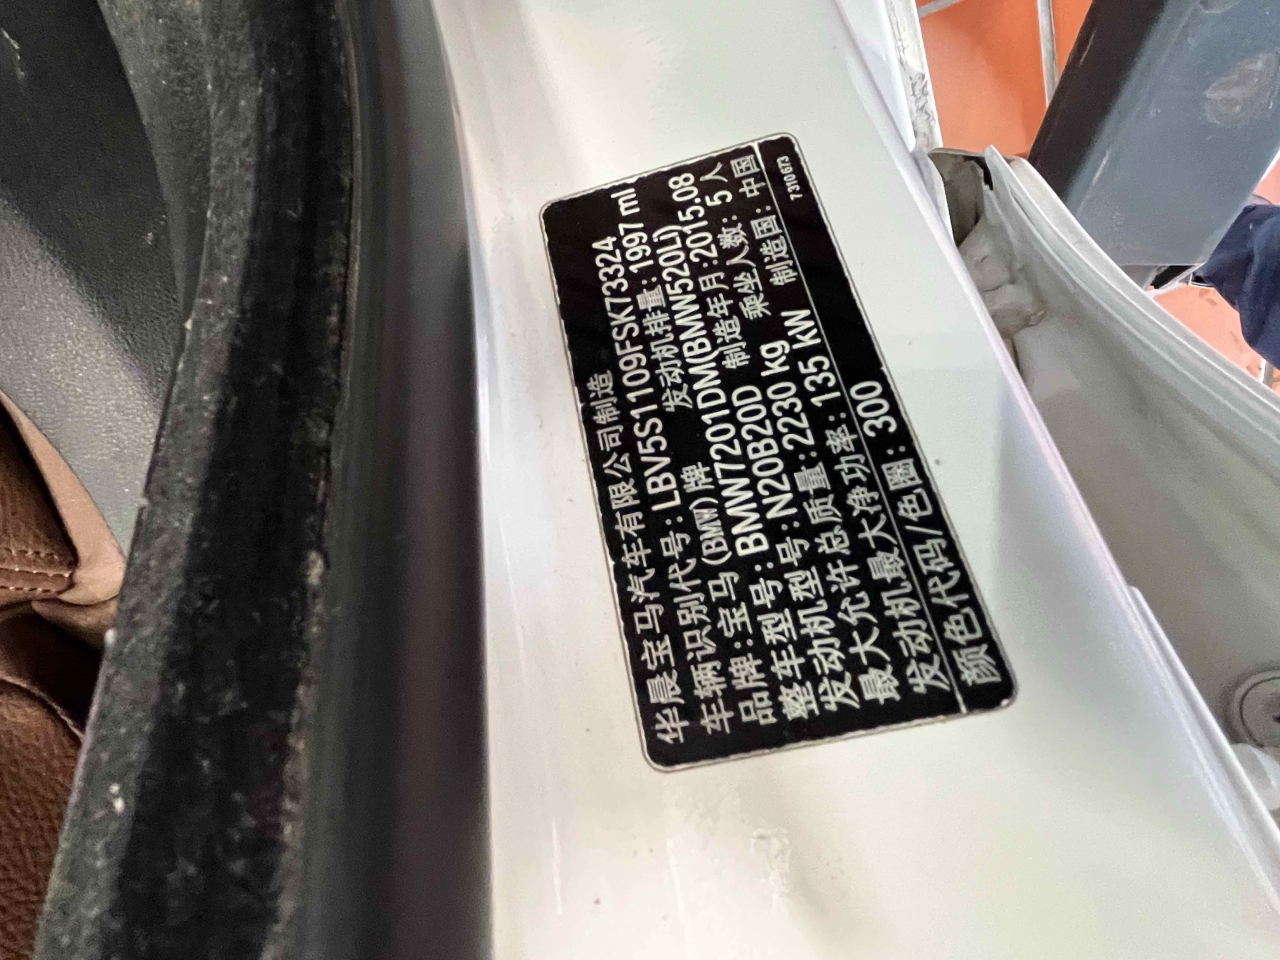 华晨宝马汽车有限公司制造
车辆识别代号: LBV5S1109FSK73324
品牌: 宝马 (BMW) 牌 发动机排量: 1997 ml
整车型号: BMW7201DM(BMW520LI)
发动机型号: N20B20D 制造年月: 2015.08
最大允许总质量: 2230 kg 乘坐人数: 5 人
发动机最大净功率: 135 kW 制造国: 中国
颜色代码/色圈: 300 7310673